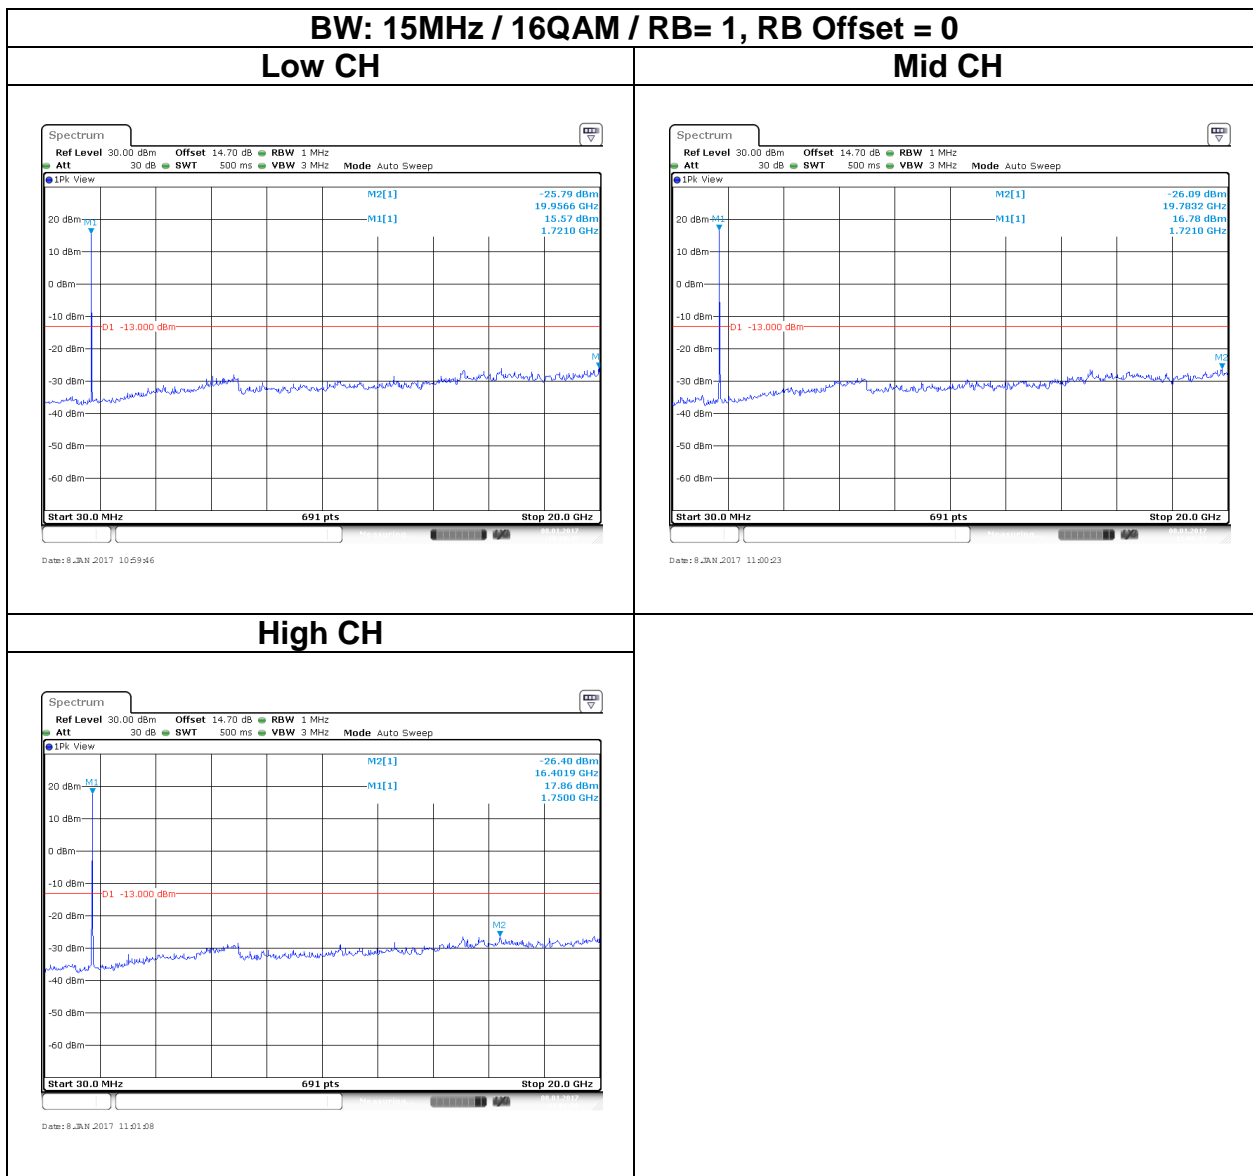 BW: 15MHz / 16QAM / RB= 1, RB Offset = 0
Low CH
Mid CH
Spectrum
Ref Level 30.00 dBm Offset 14.70 dB RBW 1 MHz
Att 30 dB SWT 500 ms VBW 3 MHz Mode Auto Sweep
1Pk View
M2[1] -25.79 dBm
19.9566 GHz
M1[1] 15.57 dBm
1.7210 GHz
20 dBm
M1
10 dBm
0 dBm
-10 dBm
D1 -13.000 dBm
-20 dBm
M
-30 dBm
-40 dBm
-50 dBm
-60 dBm
Start 30.0 MHz 691 pts Stop 20.0 GHz
Date: 8.JAN.2017 10:59:46
Spectrum
Ref Level 30.00 dBm Offset 14.70 dB RBW 1 MHz
Att 30 dB SWT 500 ms VBW 3 MHz Mode Auto Sweep
1Pk View
M2[1] -26.09 dBm
19.7832 GHz
M1[1] 16.78 dBm
1.7210 GHz
20 dBm M1
10 dBm
0 dBm
-10 dBm
D1 -13.000 dBm
-20 dBm
M2
-30 dBm
-40 dBm
-50 dBm
-60 dBm
Start 30.0 MHz 691 pts Stop 20.0 GHz
Date: 8.JAN.2017 11:00:23
High CH
Spectrum
Ref Level 30.00 dBm Offset 14.70 dB RBW 1 MHz
Att 30 dB SWT 500 ms VBW 3 MHz Mode Auto Sweep
1Pk View
M2[1] -26.40 dBm
16.4019 GHz
M1[1] 17.86 dBm
1.7500 GHz
20 dBm M1
10 dBm
0 dBm
-10 dBm
D1 -13.000 dBm
-20 dBm
M2
-30 dBm
-40 dBm
-50 dBm
-60 dBm
Start 30.0 MHz 691 pts Stop 20.0 GHz
Date: 8.JAN.2017 11:01:08